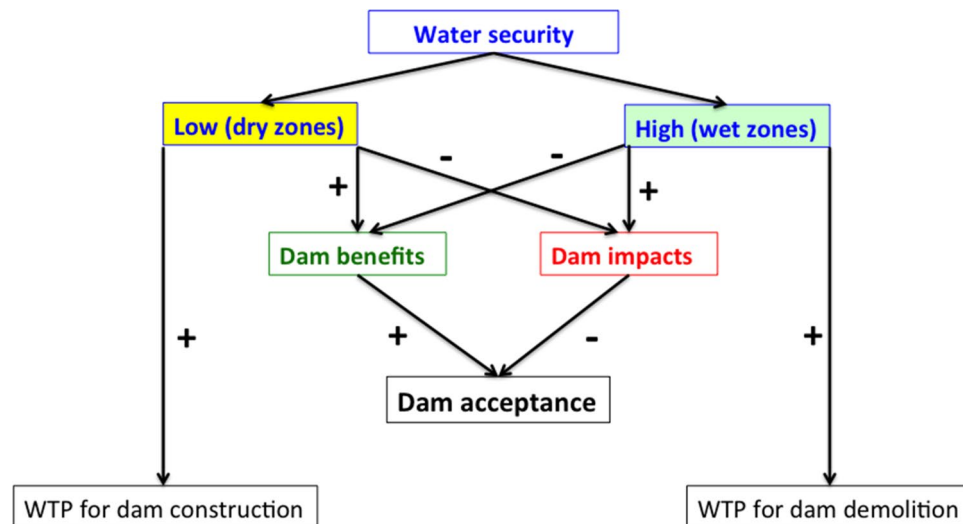 Water security
Low (dry zones)
High (wet zones)
-
-
+
+
Dam benefits
Dam impacts
+
+
-
+
Dam acceptance
WTP for dam construction
WTP for dam demolition